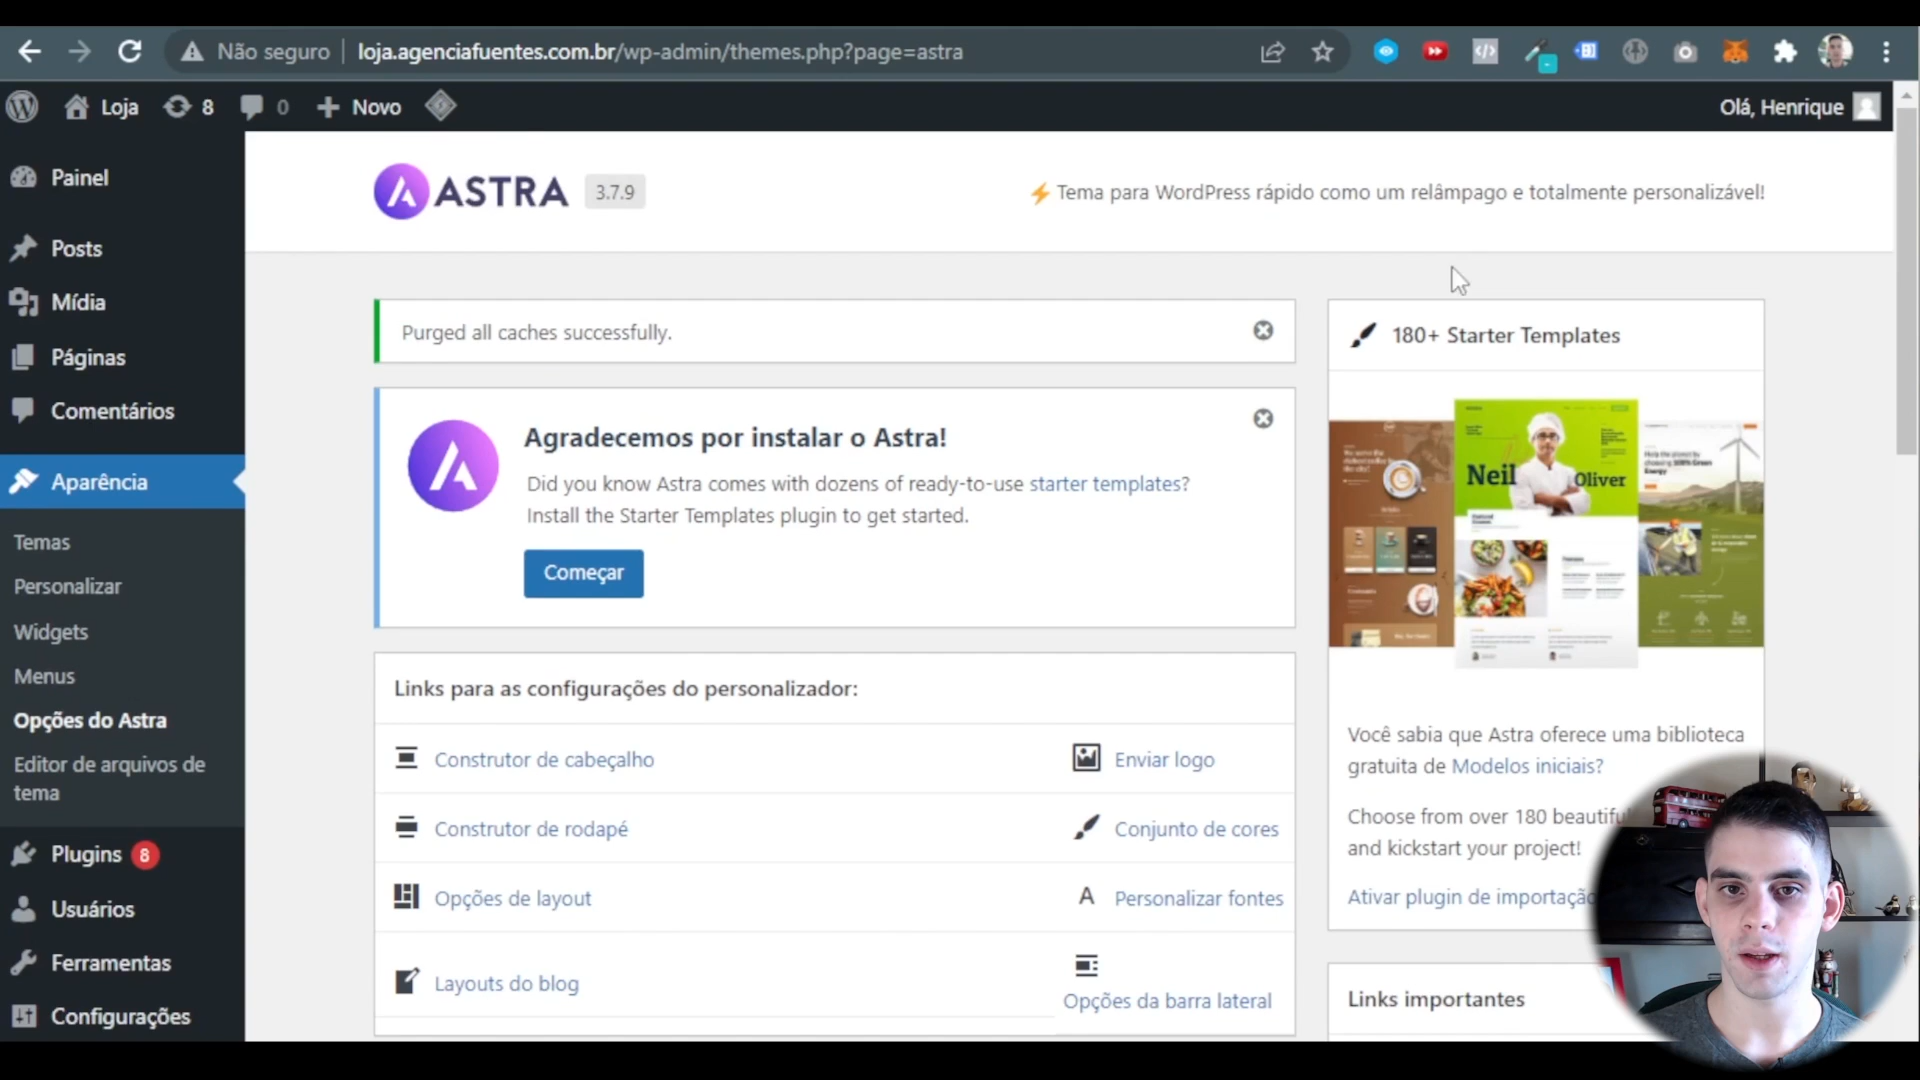 Não seguro
loja.agenciafuentes.com.br/wp-admin/themes.php?page=astra
Loja
8
0
Novo
Olá, Henrique
Painel
Posts
Mídia
Páginas
Comentários
Aparência
Temas
Personalizar
Widgets
Menus
Opções do Astra
Editor de arquivos de
tema
Plugins 8
Usuários
Ferramentas
Configurações
ASTRA 3.7.9
Tema para WordPress rápido como um relâmpago e totalmente personalizável!
Purged all caches successfully.
Agradecemos por instalar o Astra!
Did you know Astra comes with dozens of ready-to-use starter templates?
Install the Starter Templates plugin to get started.
Começar
Links para as configurações do personalizador:
Construtor de cabeçalho
Enviar logo
Construtor de rodapé
Conjunto de cores
Opções de layout
Personalizar fontes
Layouts do blog
Opções da barra lateral
180+ Starter Templates
Neil
Oliver
Você sabia que Astra oferece uma biblioteca
gratuita de Modelos iniciais?
Choose from over 180 beautifu
and kickstart your project!
Ativar plugin de importação
Links importantes